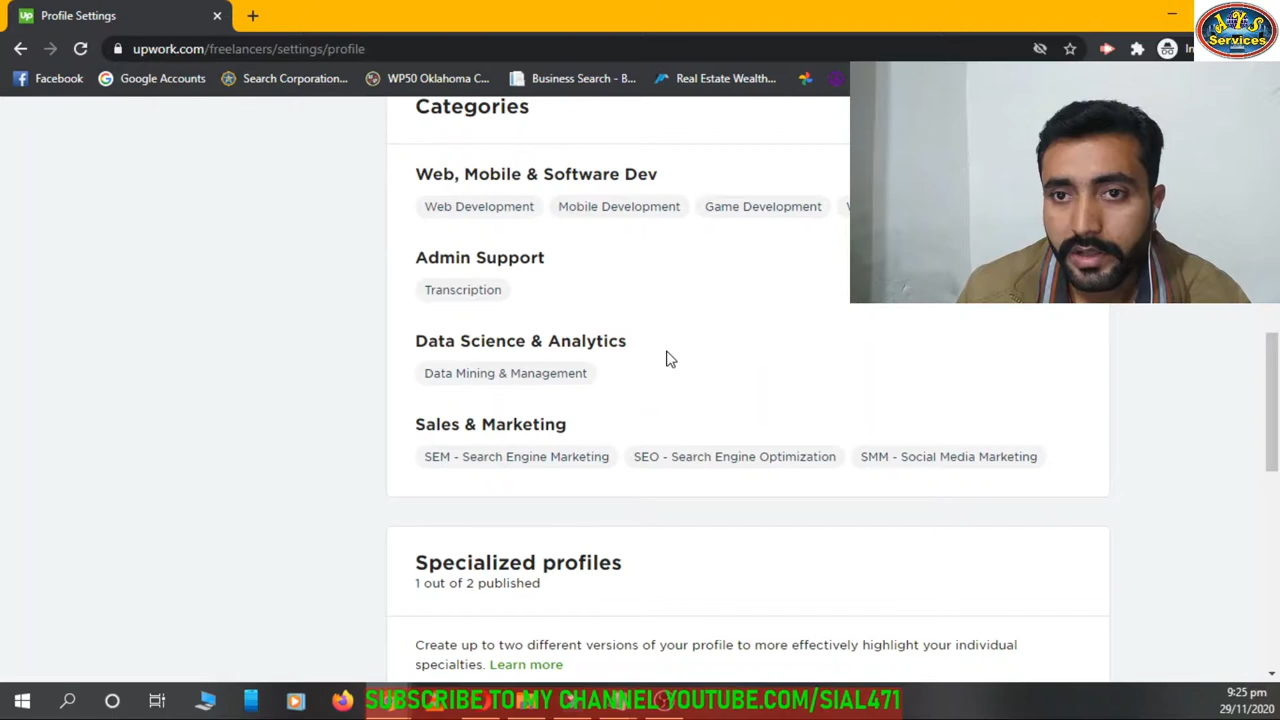 Profile Settings
upwork.com/freelancers/settings/profile
Facebook
Google Accounts
Search Corporation...
WP50 Oklahoma C...
Business Search - B...
Real Estate Wealth...
AYS
Services
Categories
Web, Mobile & Software Dev
Web Development
Mobile Development
Game Development
Admin Support
Transcription
Data Science & Analytics
Data Mining & Management
Sales & Marketing
SEM - Search Engine Marketing
SEO - Search Engine Optimization
SMM - Social Media Marketing
Specialized profiles
1 out of 2 published
Create up to two different versions of your profile to more effectively highlight your individual
specialties. Learn more
SUBSCRIBE TO MY CHANNEL YOUTUBE.COM/SIAL471
9:25 pm
29/11/2020